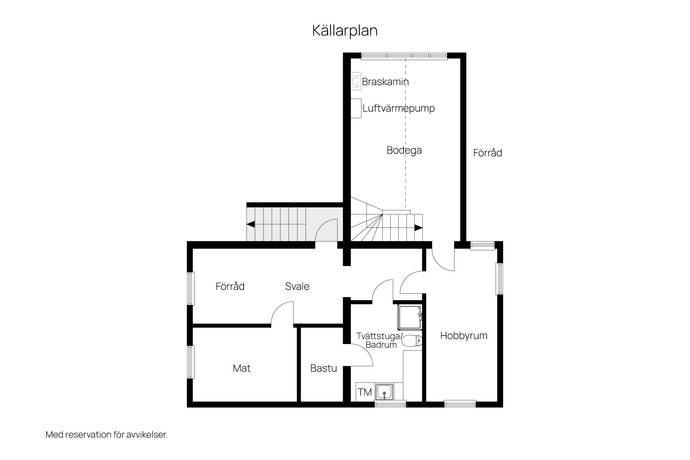 Källarplan
Braskamin
Luftvärmepump
Bodega
Förråd
Förråd
Svale
Tvättstuga/
Badrum
Hobbyrum
Mat
Bastu
TM
Med reservation för avvikelser.